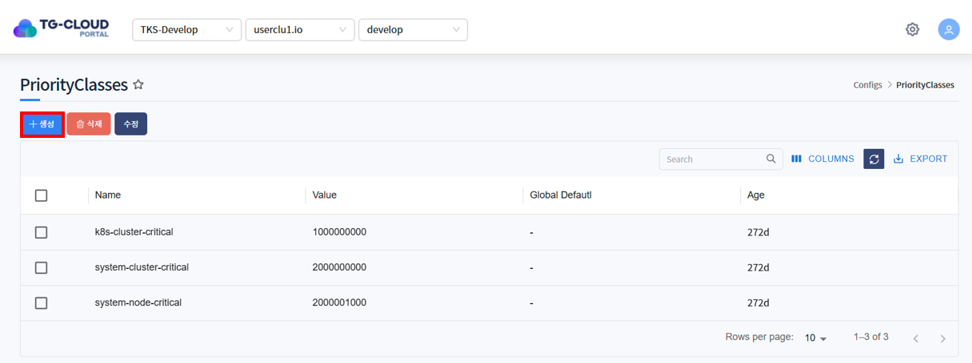 TG-CLOUD
PORTAL
TKS-Develop userclu1.io develop
PriorityClasses
Configs > PriorityClasses
+ 생성 삭제 수정
Search COLUMNS EXPORT
Name Value Global Defautl Age
k8s-cluster-critical 1000000000 - 272d
system-cluster-critical 2000000000 - 272d
system-node-critical 2000001000 - 272d
Rows per page: 10 1–3 of 3